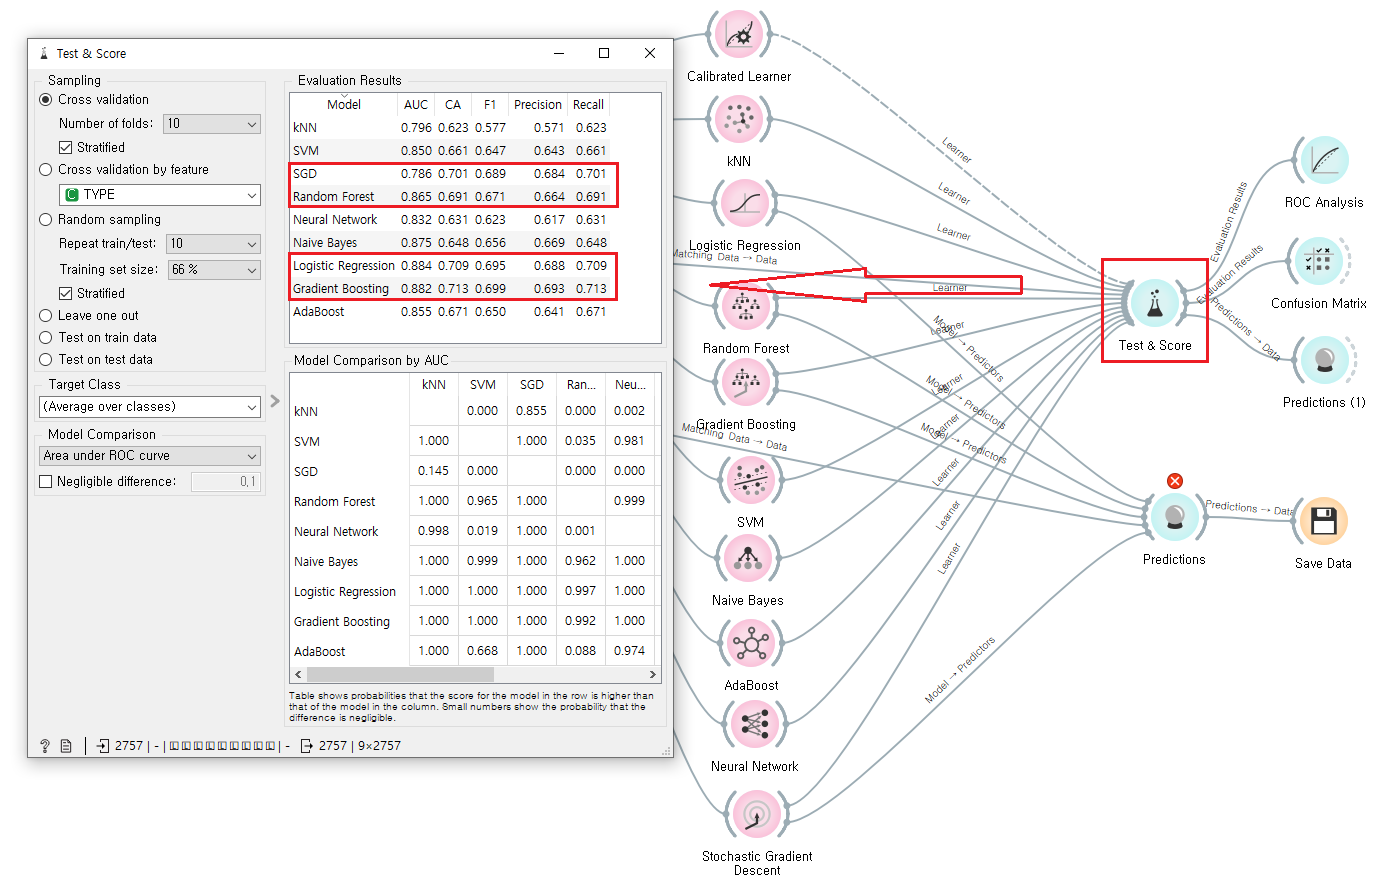 Test & Score
Sampling
Cross validation
Number of folds: 10
Stratified
Cross validation by feature
C TYPE
Random sampling
Repeat train/test: 10
Training set size: 66 %
Stratified
Leave one out
Test on train data
Test on test data
Target Class
(Average over classes)
Model Comparison
Area under ROC curve
Negligible difference: 0,1
Evaluation Results
Model AUC CA F1 Precision Recall
kNN 0.796 0.623 0.577 0.571 0.623
SVM 0.850 0.661 0.647 0.643 0.661
SGD 0.786 0.701 0.689 0.684 0.701
Random Forest 0.865 0.691 0.671 0.664 0.691
Neural Network 0.832 0.631 0.623 0.617 0.631
Naive Bayes 0.875 0.648 0.656 0.669 0.648
Logistic Regression 0.884 0.709 0.695 0.688 0.709
Gradient Boosting 0.882 0.713 0.699 0.693 0.713
AdaBoost 0.855 0.671 0.650 0.641 0.671
Model Comparison by AUC
kNN SVM SGD Ran... Neu...
kNN 0.000 0.855 0.000 0.002
SVM 1.000 1.000 0.035 0.981
SGD 0.145 0.000 0.000 0.000
Random Forest 1.000 0.965 1.000 0.999
Neural Network 0.998 0.019 1.000 0.001
Naive Bayes 1.000 0.999 1.000 0.962 1.000
Logistic Regression 1.000 1.000 1.000 0.997 1.000
Gradient Boosting 1.000 1.000 1.000 0.992 1.000
AdaBoost 1.000 0.668 1.000 0.088 0.974
Table shows probabilities that the score for the model in the row is higher than
that of the model in the column. Small numbers show the probability that the
difference is negligible.
? 2757 | - | | - 2757 | 9×2757
Calibrated Learner
kNN
Logistic Regression
Matching Data → Data
Random Forest
Gradient Boosting
Matching Data → Data
SVM
Naive Bayes
AdaBoost
Neural Network
Stochastic Gradient
Descent
Learner
Learner
Learner
Learner
Learner
Model → Predictors
Learner
Model → Predictors
Learner
Model → Predictors
Learner
Learner
Learner
Model → Predictors
Test & Score
Evaluation Results
Evaluation Results
Predictions → Data
ROC Analysis
Confusion Matrix
Predictions (1)
Predictions
Predictions → Data
Save Data